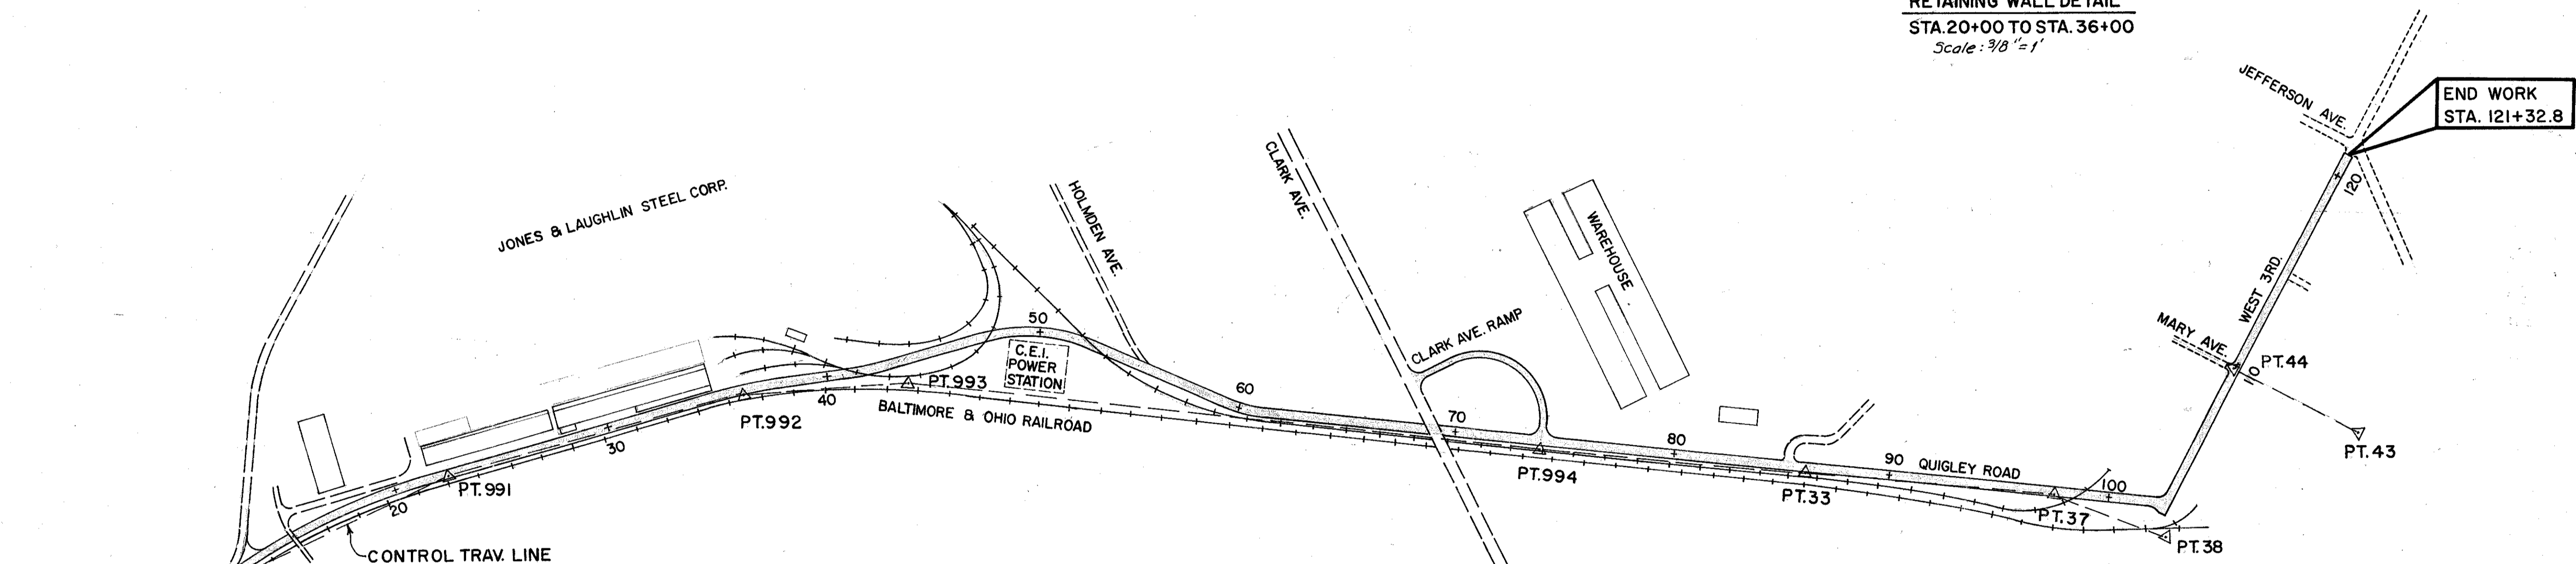 RETAINING WALL DETAIL
STA.20+00 TO STA.36+00
Scale: 3/8"=1'
JEFFERSON AVE.
END WORK
STA. 121+32.8
120
JONES & LAUGHLIN STEEL CORP.
HOLMDEN AVE.
CLARK AVE.
WAREHOUSE
WEST 3RD.
MARY AVE.
PT.44
110
PT.43
50
C.E.I.
POWER
STATION
CLARK AVE. RAMP
PT.993
40
BALTIMORE & OHIO RAILROAD
60
70
80
90
QUIGLEY ROAD
100
PT.992
30
PT.991
20
PT.994
PT.33
PT.37
PT.38
CONTROL TRAV. LINE